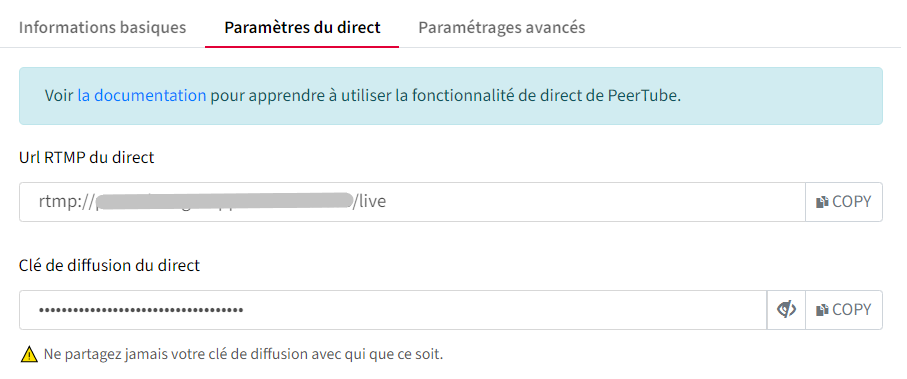 Informations basiques Paramètres du direct Paramétrages avancés
Voir la documentation pour apprendre à utiliser la fonctionnalité de direct de PeerTube.
Url RTMP du direct
rtmp:// /live COPY
Clé de diffusion du direct
•••••••••••••••••••••••••••••••••••• COPY
Ne partagez jamais votre clé de diffusion avec qui que ce soit.